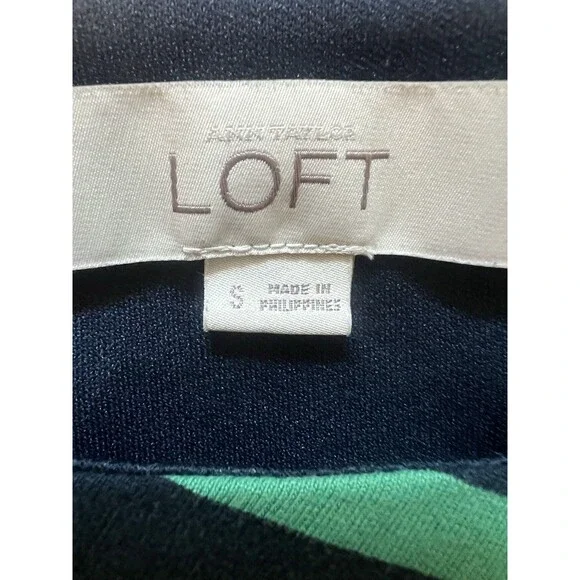 ANN TAYLOR
LOFT
S
MADE IN
PHILIPPINES